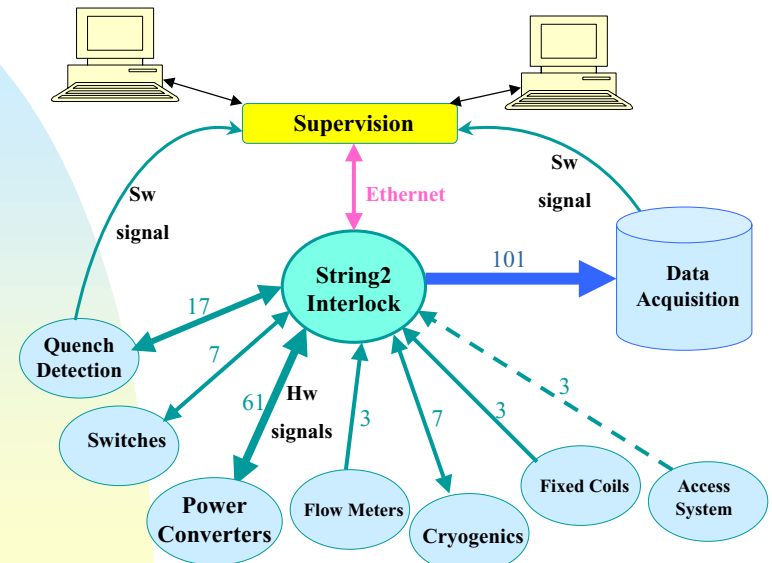 Supervision
Sw
signal
Ethernet
Sw
signal
String2
Interlock
101
Data
Acquisition
17
Quench
Detection
7
Switches
61
Hw
signals
3
7
3
3
Power
Converters
Flow Meters
Cryogenics
Fixed Coils
Access
System